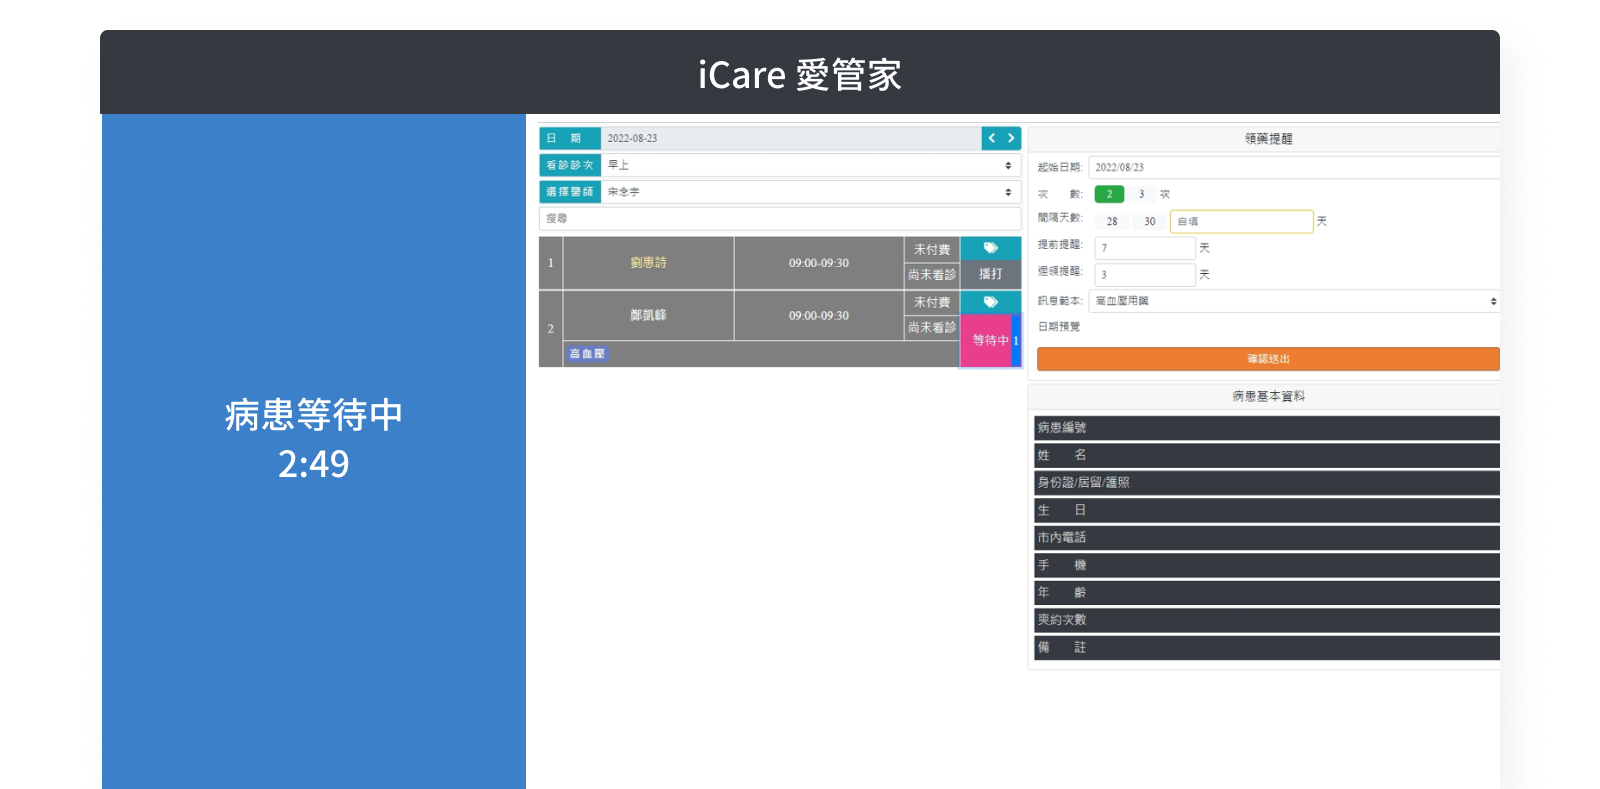 iCare 愛管家
病患等待中
2:49
日 期 2022-08-23
看診診次 早上
選擇醫師 宋念宇
搜尋
1 劉惠詩 09:00-09:30 未付費
尚未看診 播打
2 鄭凱峰 09:00-09:30 未付費
尚未看診 等待中 1
高血壓
領藥提醒
起始日期: 2022/08/23
次 數: 2 3 次
間隔天數: 28 30 自填 天
提前提醒: 7 天
遲領提醒: 3 天
訊息範本: 高血壓用藥
日期預覽
確認送出
病患基本資料
病患編號
姓 名
身份證/居留/護照
生 日
市內電話
手 機
年 齡
爽約次數
備 註